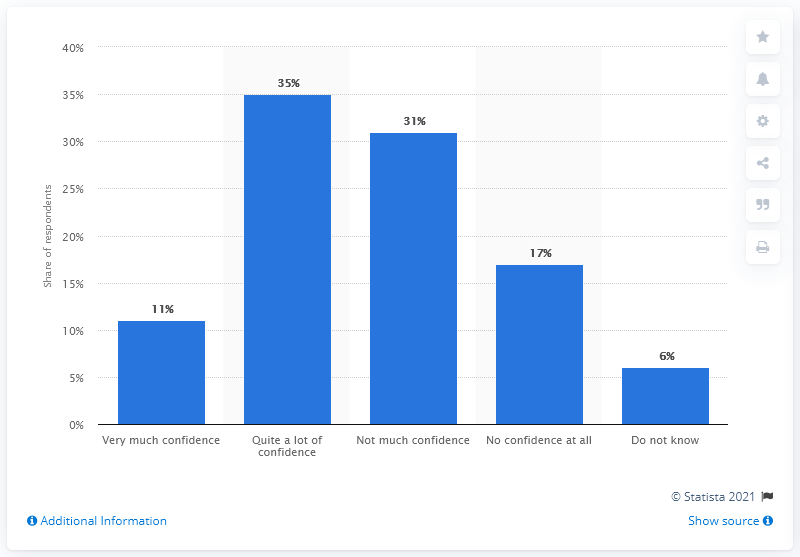 40%
35%
30%
25%
20%
15%
10%
5%
0%
Share of respondents
11%
35%
31%
17%
6%
Very much confidence
Quite a lot of
confidence
Not much confidence
No confidence at all
Do not know
© Statista 2021
Additional Information
Show source